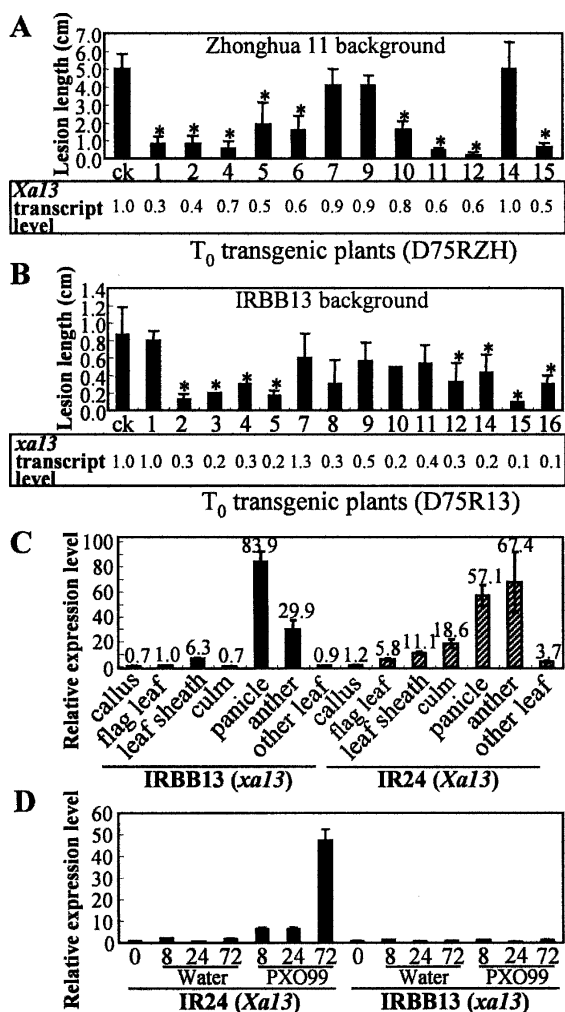 A
Zhonghua 11 background
Lesion length (cm)
8.0
7.0
6.0
5.0
4.0
3.0
2.0
1.0
0.0
* * * * * * * * *
ck 1 2 4 5 6 7 9 10 11 12 14 15
Xa13
transcript
level
1.0 0.3 0.4 0.7 0.5 0.6 0.9 0.9 0.8 0.6 0.6 1.0 0.5
T0 transgenic plants (D75RZH)
B
IRBB13 background
Lesion length (cm)
1.4
1.2
1.0
0.8
0.6
0.4
0.2
0.0
* * * * * * * *
ck 1 2 3 4 5 7 8 9 10 11 12 14 15 16
xa13
transcript
level
1.0 1.0 0.3 0.2 0.3 0.2 1.3 0.3 0.5 0.2 0.4 0.3 0.2 0.1 0.1
T0 transgenic plants (D75R13)
C
Relative expression level
100
80
60
40
20
0
0.7 1.0 6.3 0.7 83.9 29.9 0.9 1.2 5.8 11.1 18.6 57.1 67.4 3.7
callus
flag leaf
leaf sheath
culm
panicle
anther
other leaf
callus
flag leaf
leaf sheath
culm
panicle
anther
other leaf
IRBB13 (xa13)
IR24 (Xa13)
D
Relative expression level
60
50
40
30
20
10
0
0 8 24 72 8 24 72 0 8 24 72 8 24 72
Water PXO99 Water PXO99
IR24 (Xa13) IRBB13 (xa13)